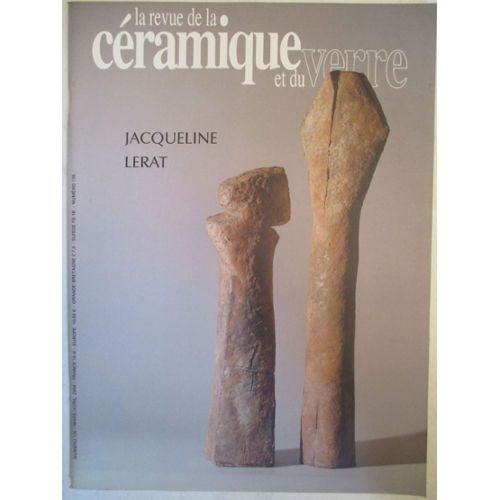 la revue de la
céramique
et du verre
JACQUELINE
LERAT